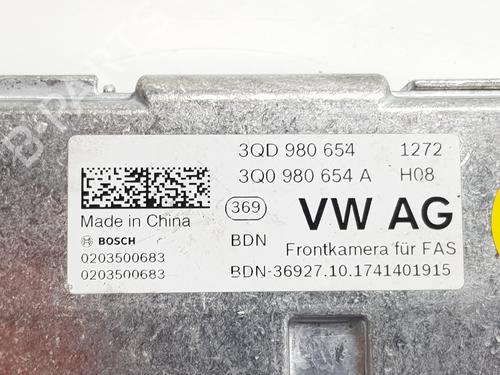 3QD 980 654 1272
3Q0 980 654 A H08
Made in China
369
VW AG
BOSCH
BDN
Frontkamera für FAS
0203500683
0203500683
BDN-36927.10.1741401915
B-PARTS